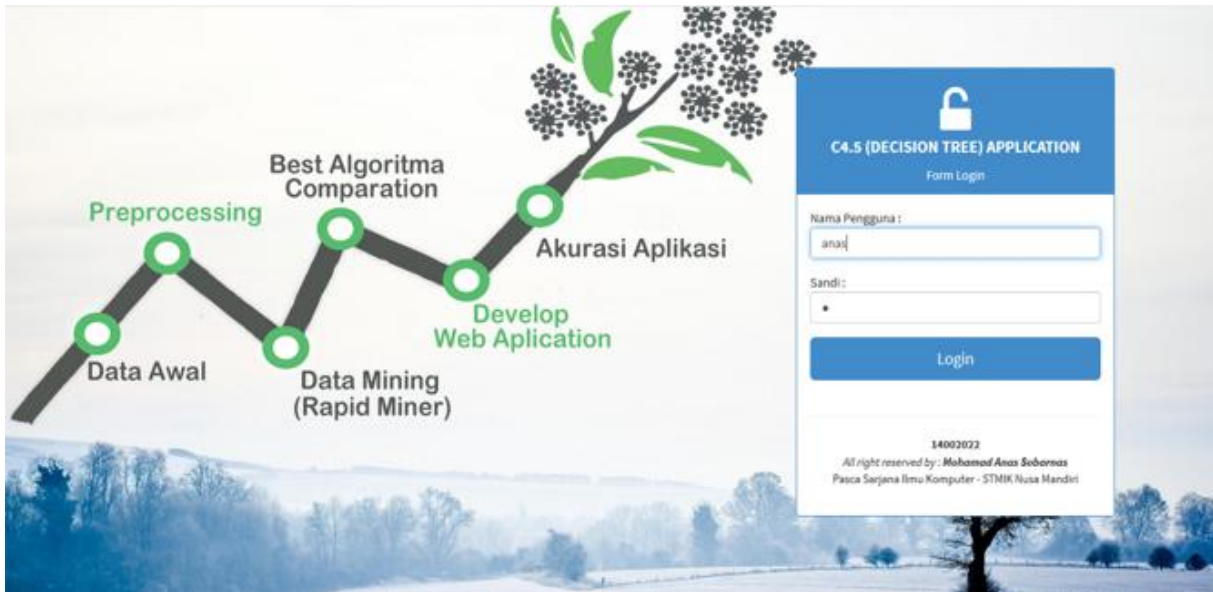 Best Algoritma
Comparation
Preprocessing
Akurasi Aplikasi
Develop
Web Aplication
Data Awal
Data Mining
(Rapid Miner)
C4.5 (DECISION TREE) APPLICATION
Form Login
Nama Pengguna :
anas
Sandi :
Login
14002022
All right reserved by : Mohamad Anas Sobarnas
Pasca Sarjana Ilmu Komputer - STMIK Nusa Mandiri